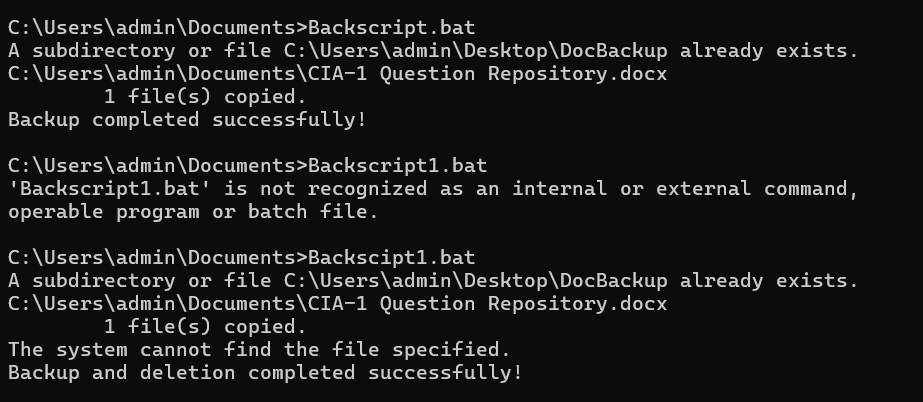 C:\Users\admin\Documents>Backscript.bat
A subdirectory or file C:\Users\admin\Desktop\DocBackup already exists.
C:\Users\admin\Documents\CIA-1 Question Repository.docx
        1 file(s) copied.
Backup completed successfully!

C:\Users\admin\Documents>Backscript1.bat
'Backscript1.bat' is not recognized as an internal or external command,
operable program or batch file.

C:\Users\admin\Documents>Backscipt1.bat
A subdirectory or file C:\Users\admin\Desktop\DocBackup already exists.
C:\Users\admin\Documents\CIA-1 Question Repository.docx
        1 file(s) copied.
The system cannot find the file specified.
Backup and deletion completed successfully!